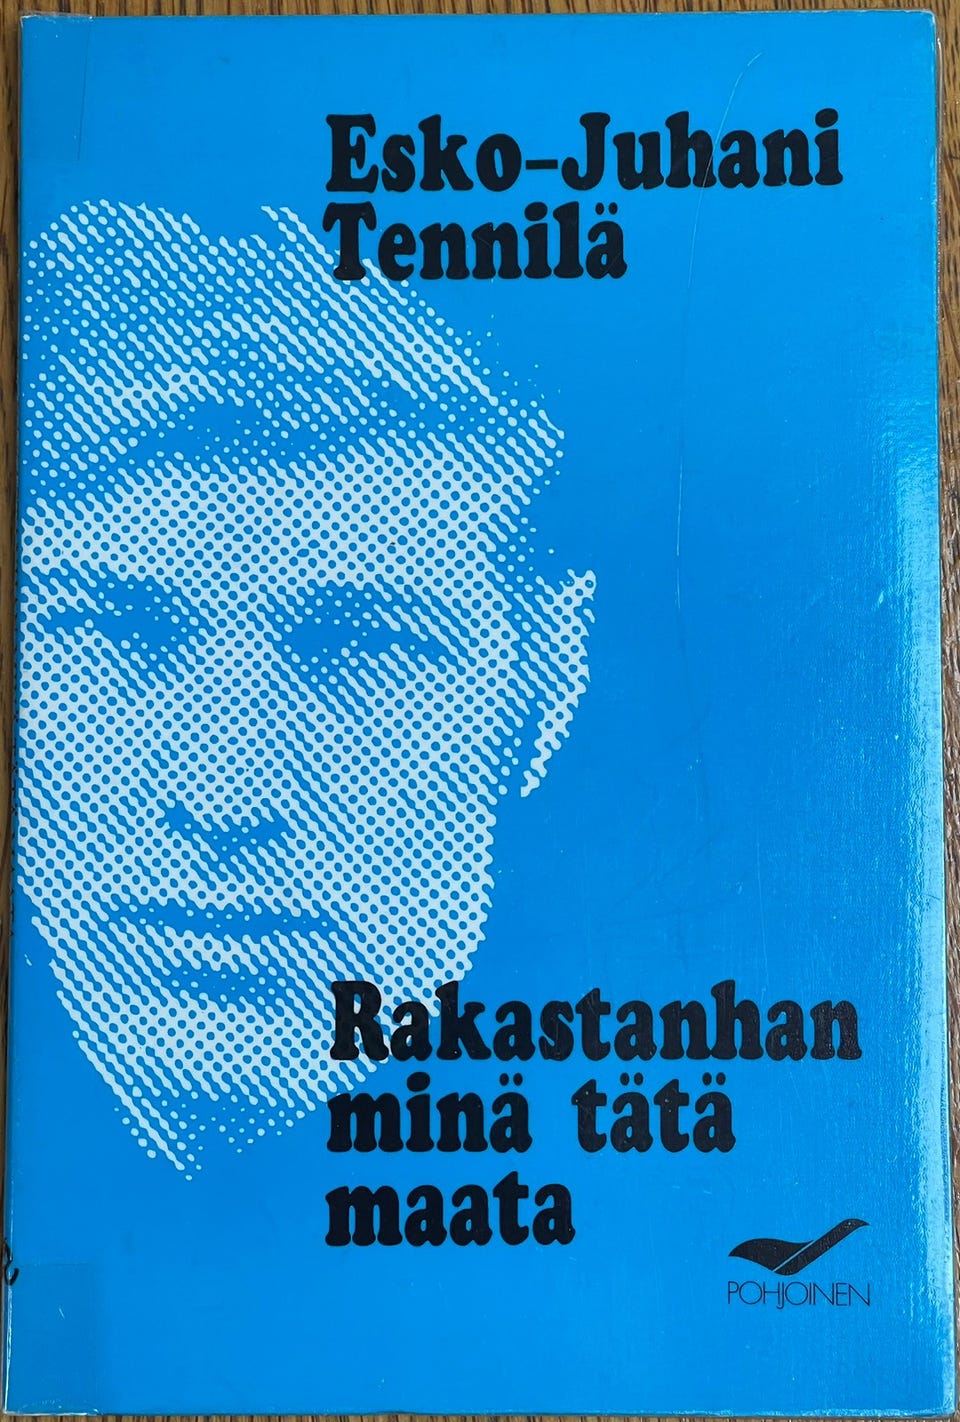 Esko-Juhani
Tennilä
Rakastanhan
minä tätä
maata
POHJOINEN